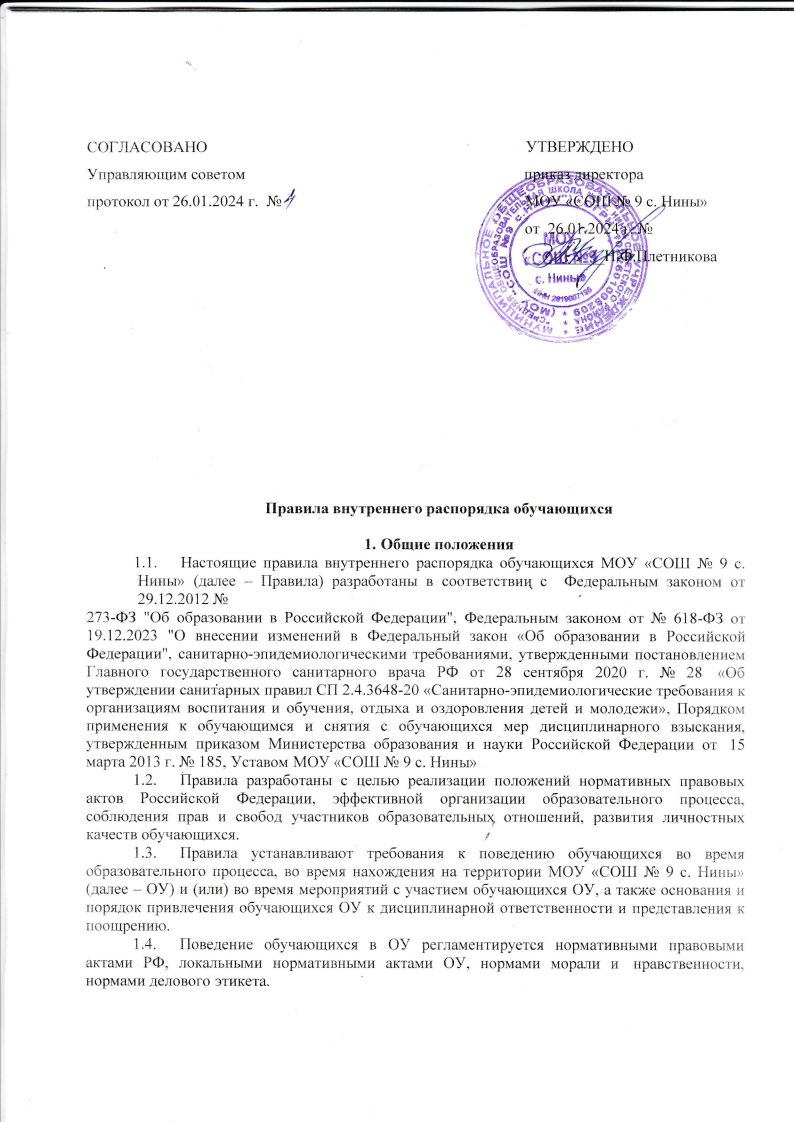 СОГЛАСОВАНО
УТВЕРЖДЕНО
Управляющим советом
приказ директора
протокол от 26.01.2024 г. № 1
МОУ «СОШ № 9 с. Нины»
от 26.01.2024 г. №
Н.Ф.Плетникова
МОУ
«СОШ №9
с. Нины»
Правила внутреннего распорядка обучающихся
1. Общие положения
1.1. Настоящие правила внутреннего распорядка обучающихся МОУ «СОШ № 9 с.
Нины» (далее – Правила) разработаны в соответствии с Федеральным законом от
29.12.2012 №
273-ФЗ "Об образовании в Российской Федерации", Федеральным законом от № 618-ФЗ от
19.12.2023 "О внесении изменений в Федеральный закон «Об образовании в Российской
Федерации", санитарно-эпидемиологическими требованиями, утвержденными постановлением
Главного государственного санитарного врача РФ от 28 сентября 2020 г. № 28 «Об
утверждении санитарных правил СП 2.4.3648-20 «Санитарно-эпидемиологические требования к
организациям воспитания и обучения, отдыха и оздоровления детей и молодежи», Порядком
применения к обучающимся и снятия с обучающихся мер дисциплинарного взыскания,
утвержденным приказом Министерства образования и науки Российской Федерации от 15
марта 2013 г. № 185, Уставом МОУ «СОШ № 9 с. Нины»
1.2. Правила разработаны с целью реализации положений нормативных правовых
актов Российской Федерации, эффективной организации образовательного процесса,
соблюдения прав и свобод участников образовательных отношений, развития личностных
качеств обучающихся.
1.3. Правила устанавливают требования к поведению обучающихся во время
образовательного процесса, во время нахождения на территории МОУ «СОШ № 9 с. Нины»
(далее – ОУ) и (или) во время мероприятий с участием обучающихся ОУ, а также основания и
порядок привлечения обучающихся ОУ к дисциплинарной ответственности и представления к
поощрению.
1.4. Поведение обучающихся в ОУ регламентируется нормативными правовыми
актами РФ, локальными нормативными актами ОУ, нормами морали и нравственности,
нормами делового этикета.